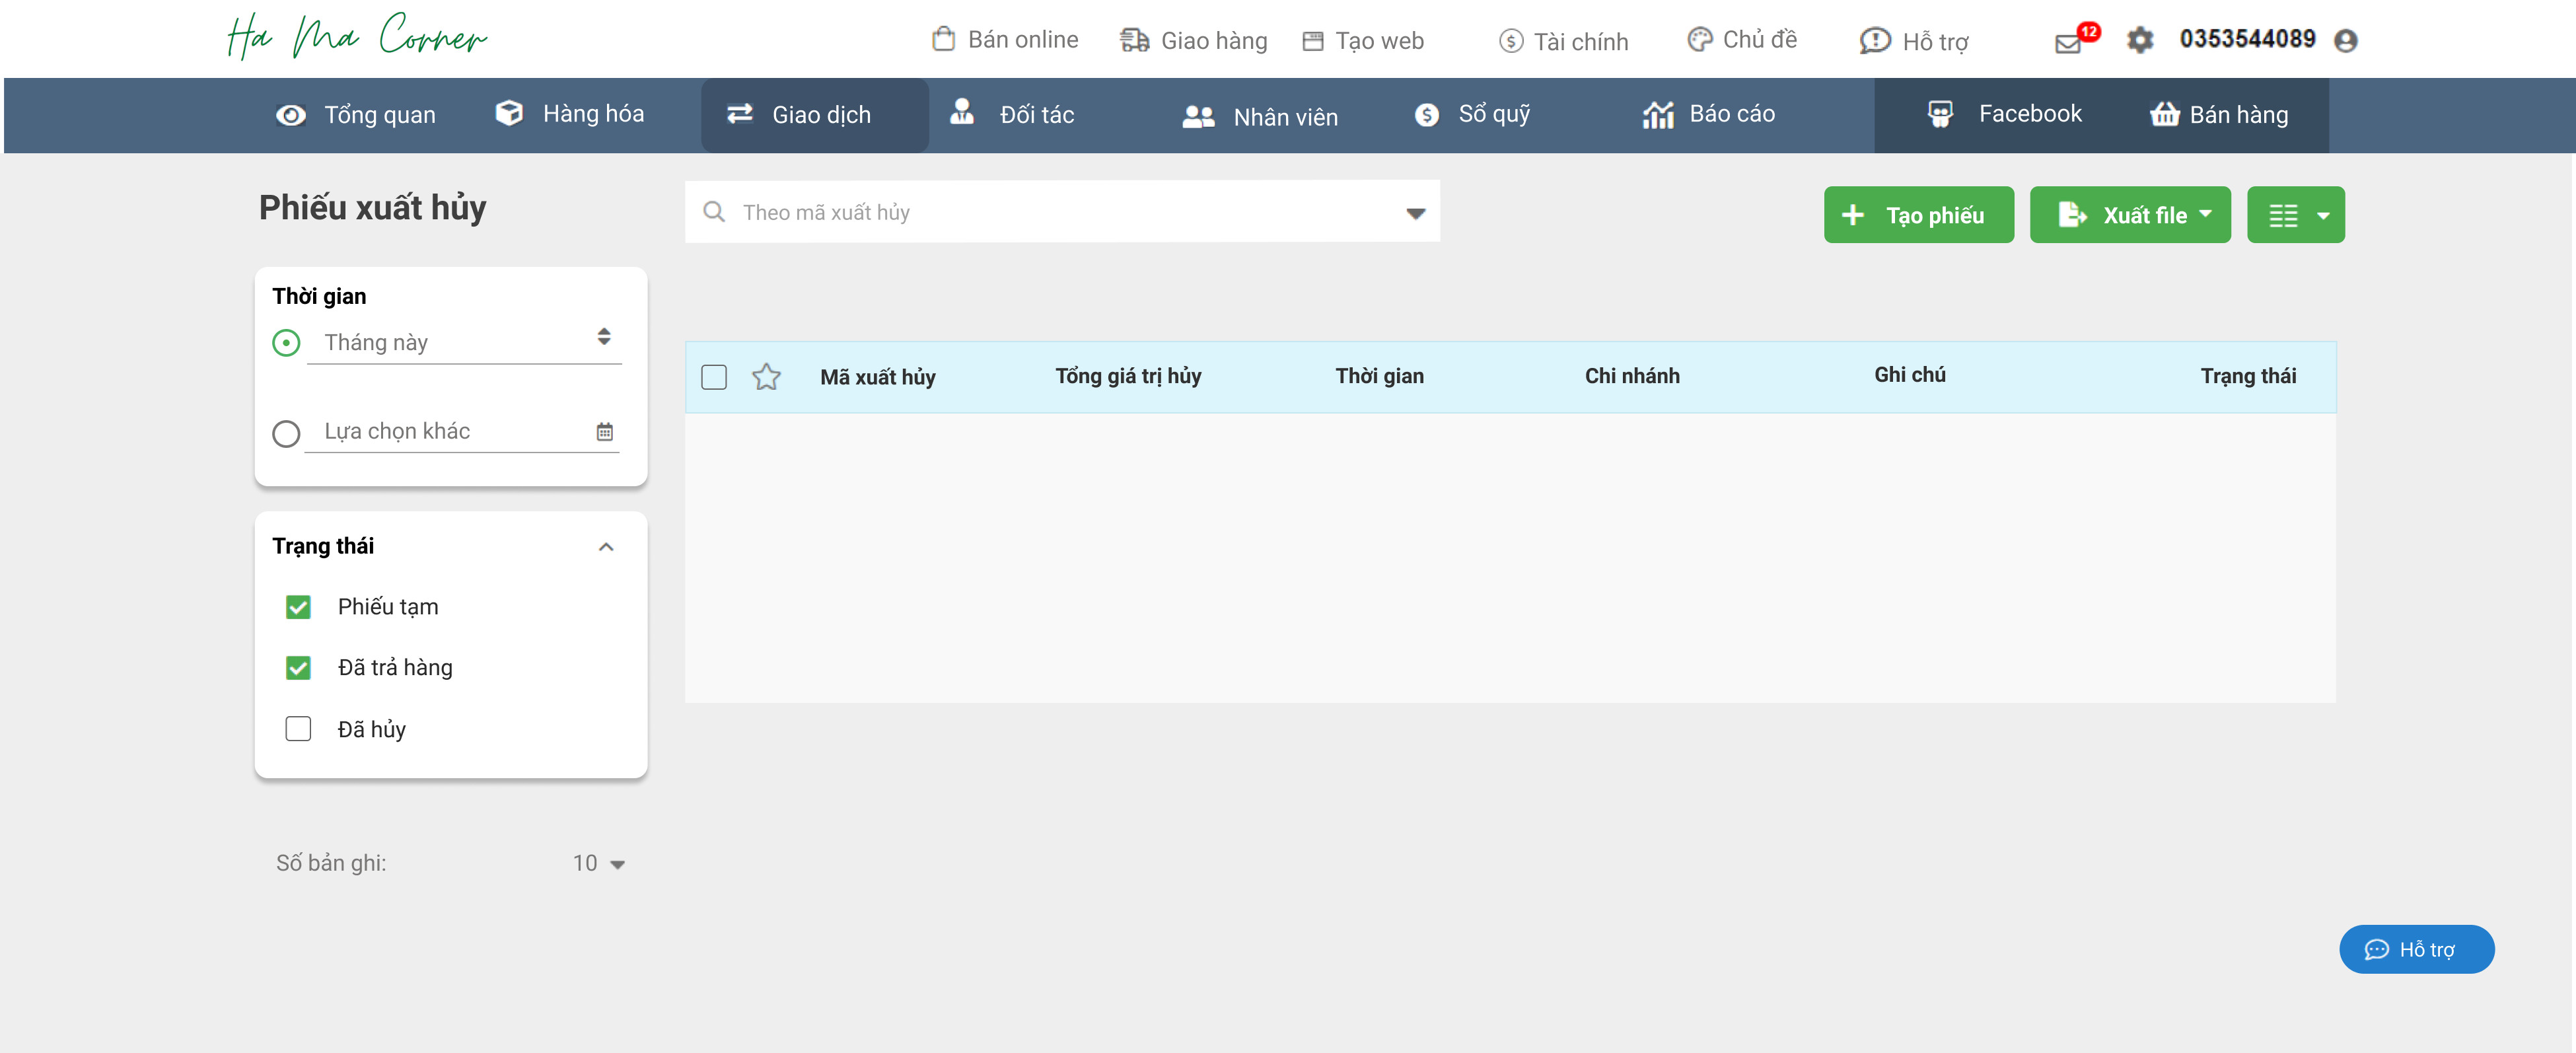 Ha Ma Corner
Bán online
Giao hàng
Tạo web
Tài chính
Chủ đề
Hỗ trợ
12
0353544089
Tổng quan
Hàng hóa
Giao dịch
Đối tác
Nhân viên
Sổ quỹ
Báo cáo
Facebook
Bán hàng
Phiếu xuất hủy
Theo mã xuất hủy
Tạo phiếu
Xuất file
Thời gian
Tháng này
Lựa chọn khác
Mã xuất hủy
Tổng giá trị hủy
Thời gian
Chi nhánh
Ghi chú
Trạng thái
Trạng thái
Phiếu tạm
Đã trả hàng
Đã hủy
Số bản ghi: 10
Hỗ trợ